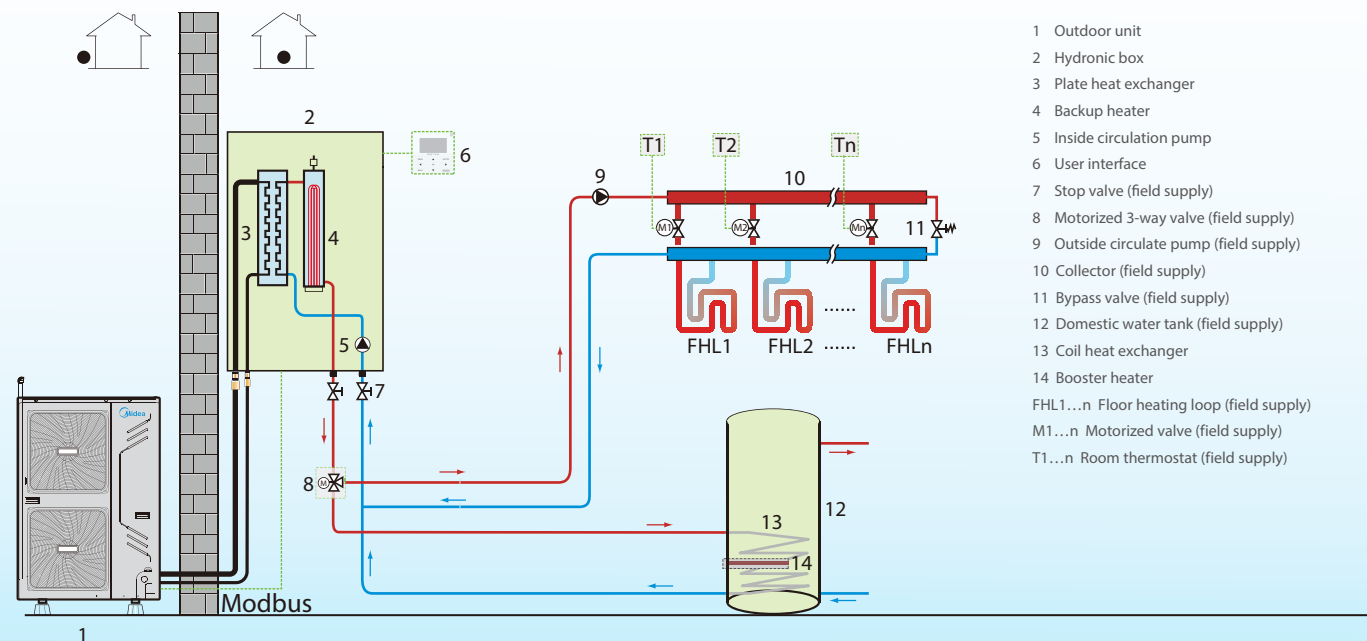 2
6
3
4
5
7
8
9
10
11
T1
T2
Tn
M1
M2
Mn
M
FHL1
FHL2
......
......
FHLn
12
13
14
Midea
Modbus
1
1 Outdoor unit
2 Hydronic box
3 Plate heat exchanger
4 Backup heater
5 Inside circulation pump
6 User interface
7 Stop valve (field supply)
8 Motorized 3-way valve (field supply)
9 Outside circulate pump (field supply)
10 Collector (field supply)
11 Bypass valve (field supply)
12 Domestic water tank (field supply)
13 Coil heat exchanger
14 Booster heater
FHL1...n Floor heating loop (field supply)
M1...n Motorized valve (field supply)
T1...n Room thermostat (field supply)